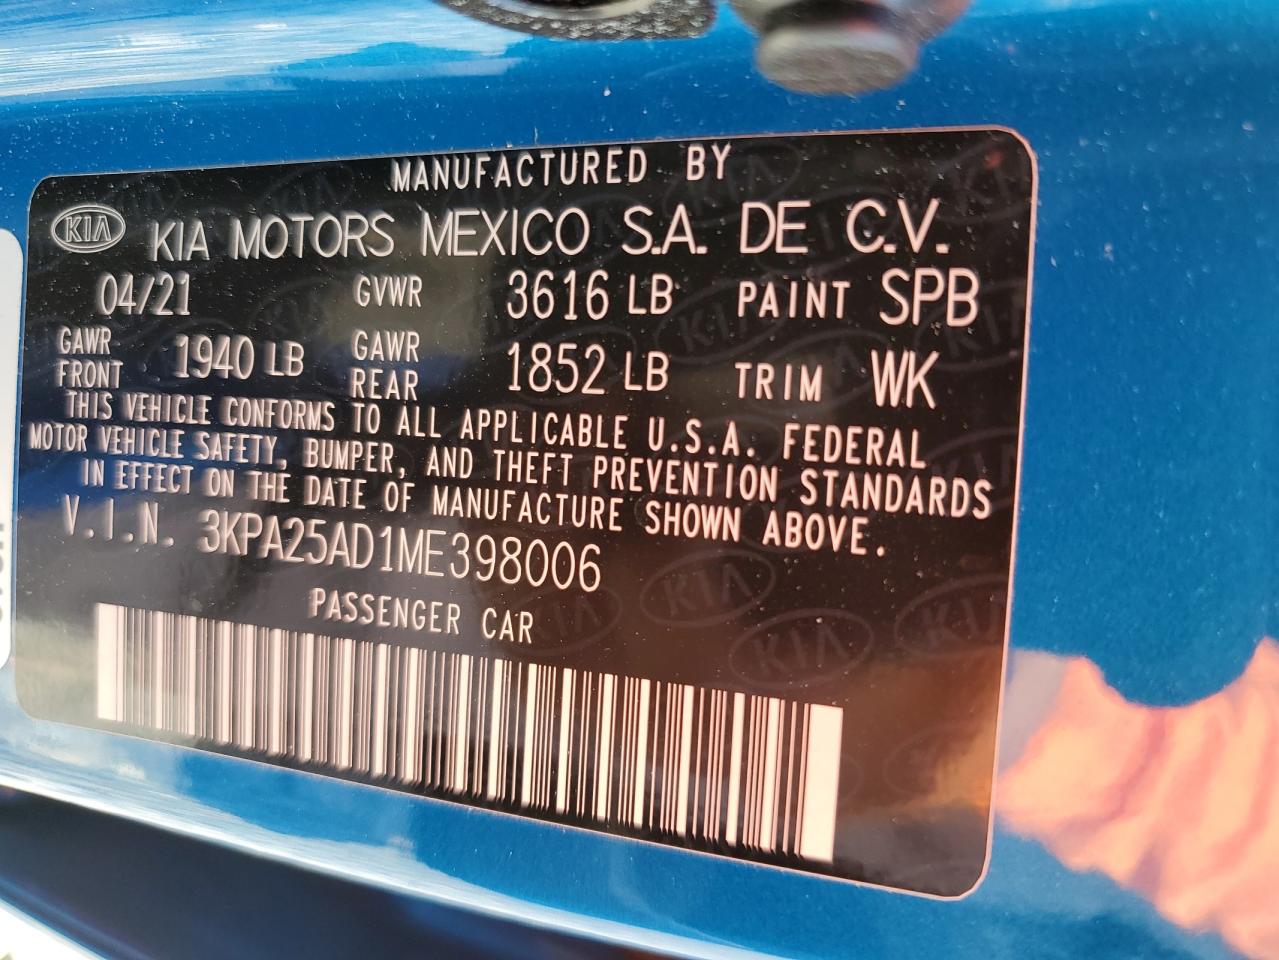 MANUFACTURED BY
KIA KIA MOTORS MEXICO S.A. DE C.V.
04/21 GVWR 3616 LB PAINT SPB
GAWR FRONT 1940 LB GAWR REAR 1852 LB TRIM WK
THIS VEHICLE CONFORMS TO ALL APPLICABLE U.S.A. FEDERAL
MOTOR VEHICLE SAFETY, BUMPER, AND THEFT PREVENTION STANDARDS
IN EFFECT ON THE DATE OF MANUFACTURE SHOWN ABOVE.
V.I.N. 3KPA25AD1ME398006
PASSENGER CAR